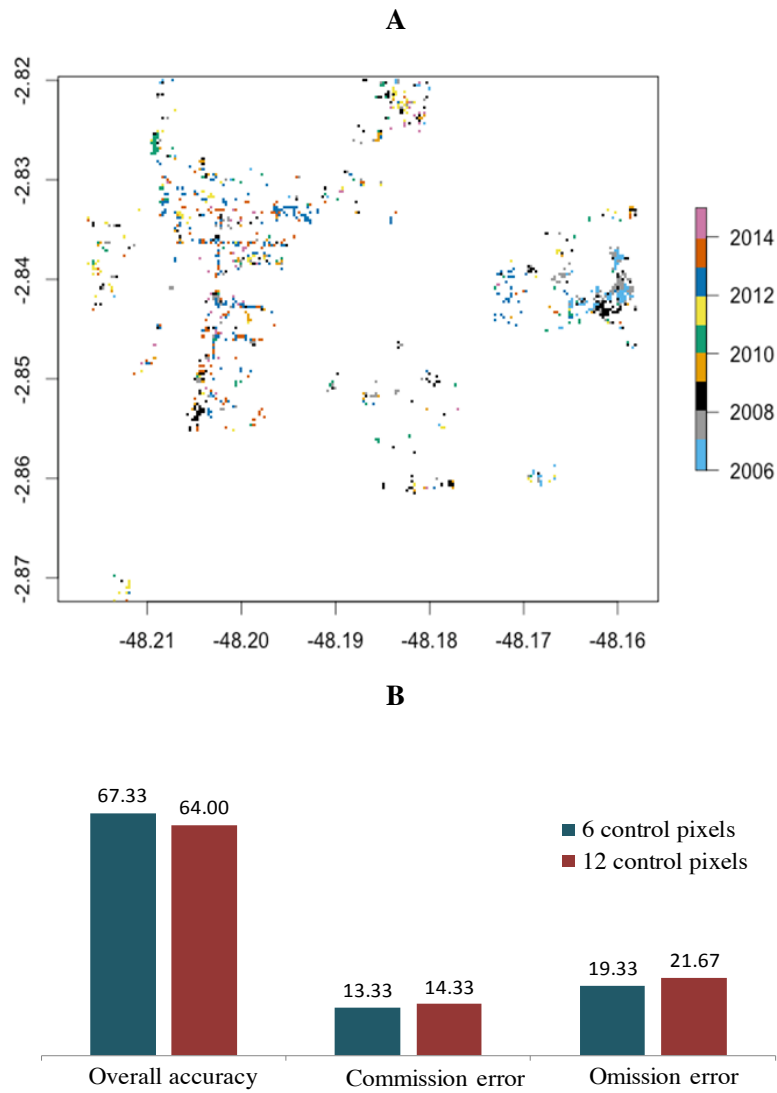 A
-2.82
-2.83
-2.84
-2.85
-2.86
-2.87
-48.21 -48.20 -48.19 -48.18 -48.17 -48.16
2014
2012
2010
2008
2006
B
67.33 64.00
6 control pixels
12 control pixels
13.33 14.33
19.33 21.67
Overall accuracy Commission error Omission error